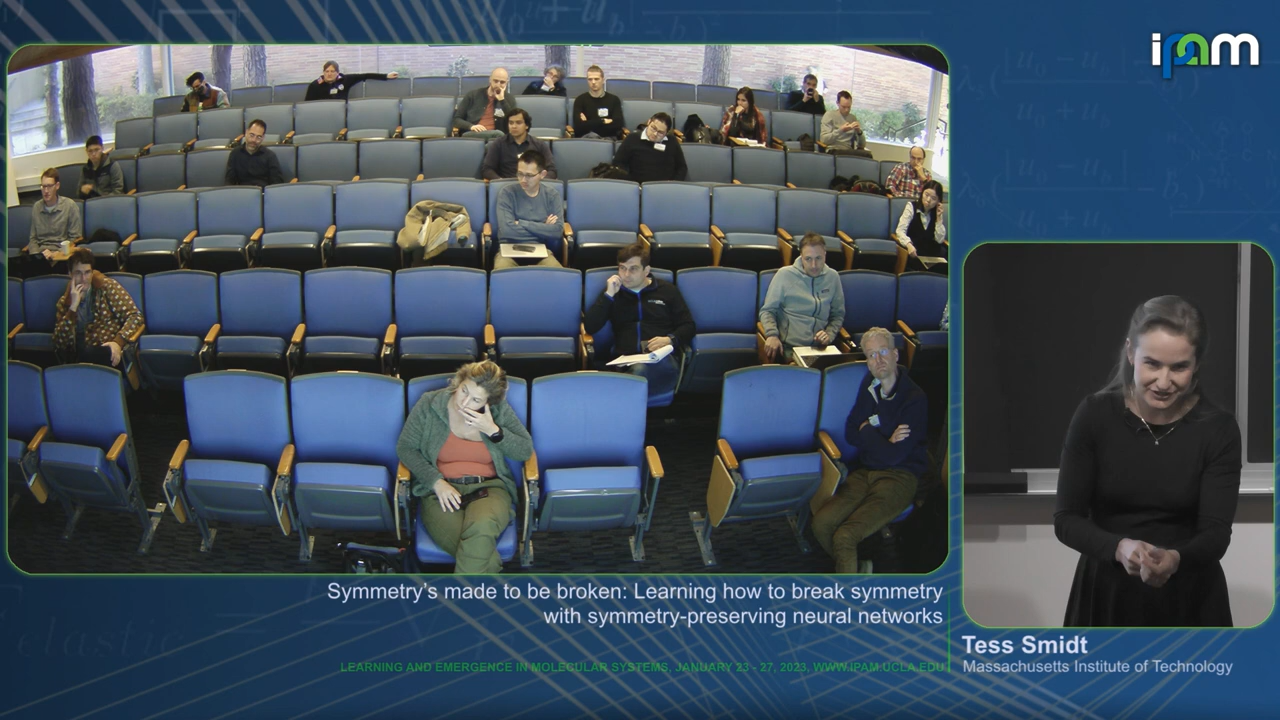 ipam
Symmetry's made to be broken: Learning how to break symmetry
with symmetry-preserving neural networks
LEARNING AND EMERGENCE IN MOLECULAR SYSTEMS, JANUARY 23 - 27, 2023, WWW.IPAM.UCLA.EDU
Tess Smidt
Massachusetts Institute of Technology